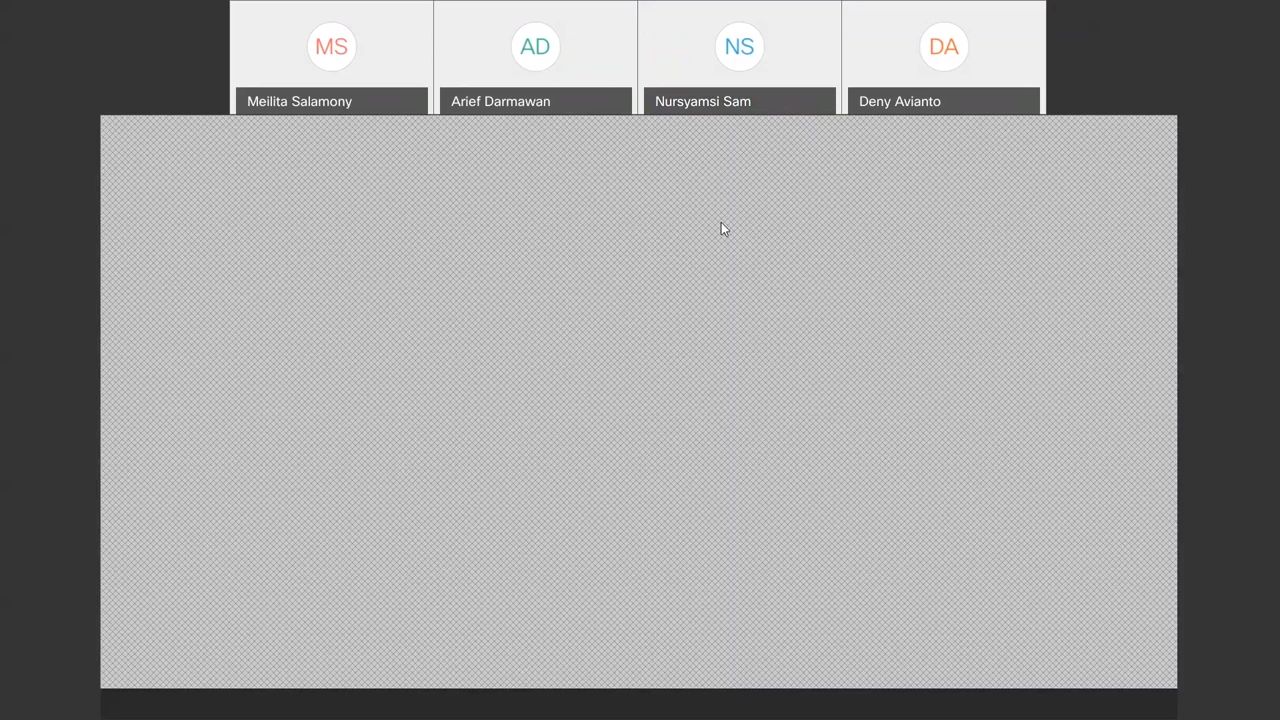 MS
AD
NS
DA
Meilita Salamony
Arief Darmawan
Nursyamsi Sam
Deny Avianto